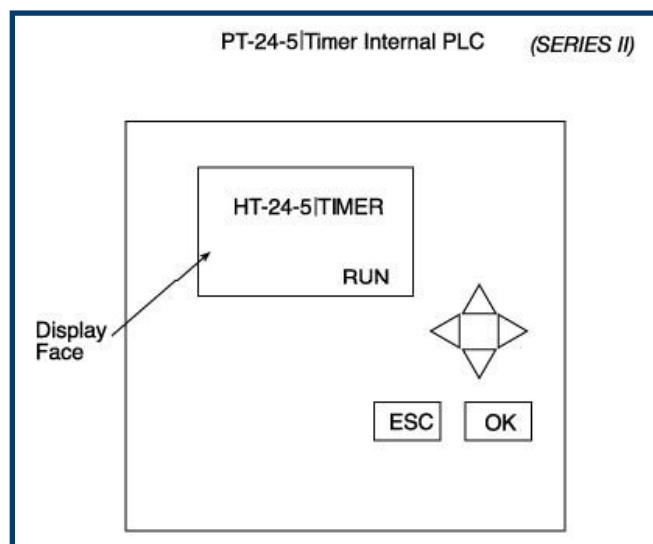 PT-24-5|Timer Internal PLC (SERIES II)
HT-24-5|TIMER
RUN
Display
Face
ESC OK